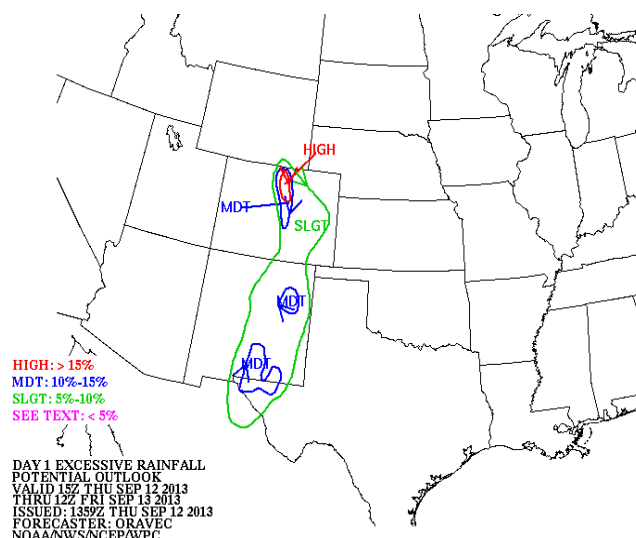 HIGH
MDT
SLGT
MDT
MDT
HIGH: > 15%
MDT: 10%-15%
SLGT: 5%-10%
SEE TEXT: < 5%
DAY 1 EXCESSIVE RAINFALL
POTENTIAL OUTLOOK
VALID 15Z THU SEP 12 2013
THRU 12Z FRI SEP 13 2013
ISSUED: 1359Z THU SEP 12 2013
FORECASTER: ORAVEC
NOAA/NWS/NCEP/WPC